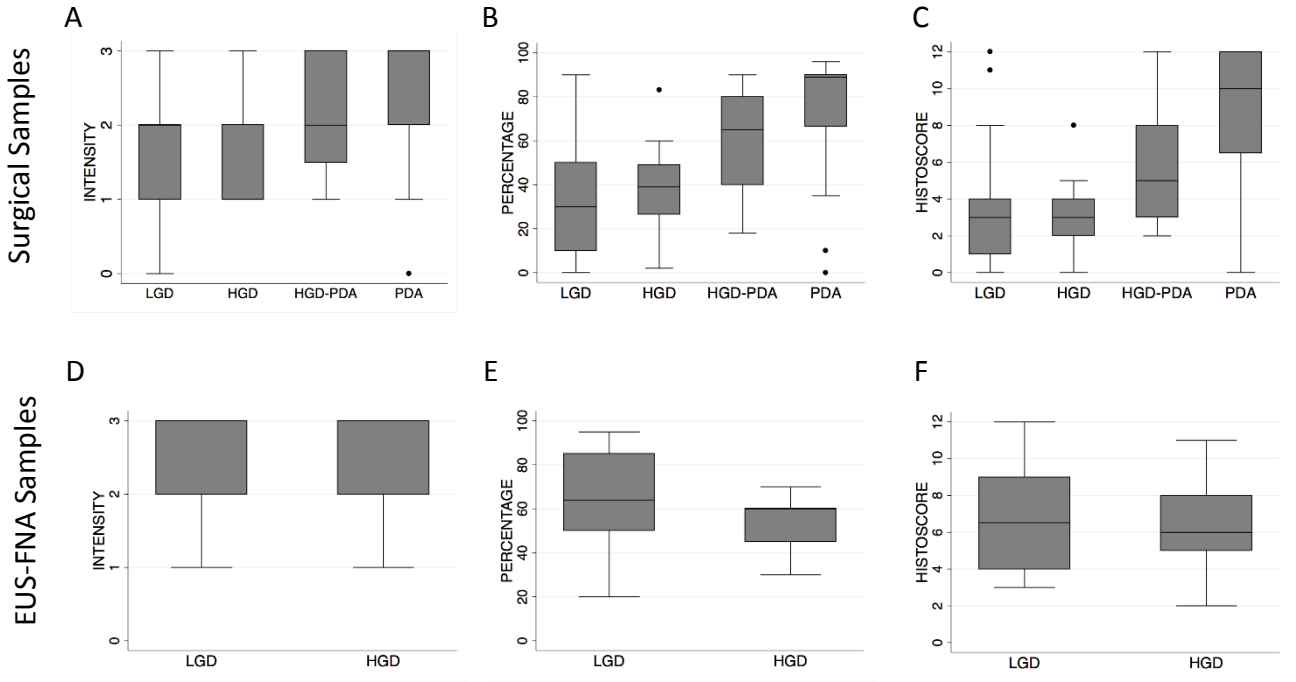 Surgical Samples
A
INTENSITY
3
2
1
0
LGD HGD HGD-PDA PDA
B
PERCENTAGE
100
80
60
40
20
0
LGD HGD HGD-PDA PDA
C
HISTOSCORE
12
10
8
6
4
2
0
LGD HGD HGD-PDA PDA
EUS-FNA Samples
D
INTENSITY
3
2
1
0
LGD HGD
E
PERCENTAGE
100
80
60
40
20
0
LGD HGD
F
HISTOSCORE
12
10
8
6
4
2
0
LGD HGD